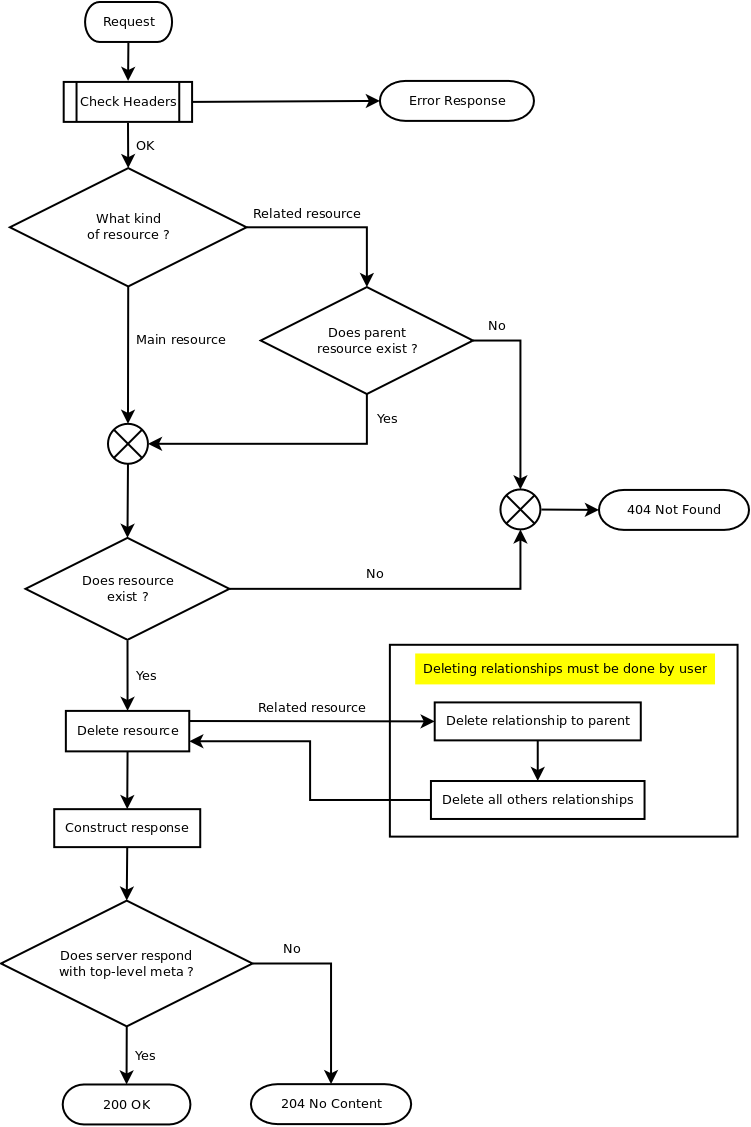 Request
Check Headers
Error Response
OK
What kind
of resource ?
Related resource
Does parent
resource exist ?
No
Main resource
Yes
404 Not Found
Does resource
exist ?
No
Yes
Deleting relationships must be done by user
Delete resource
Related resource
Delete relationship to parent
Delete all others relationships
Construct response
Does server respond
with top-level meta ?
No
Yes
200 OK
204 No Content